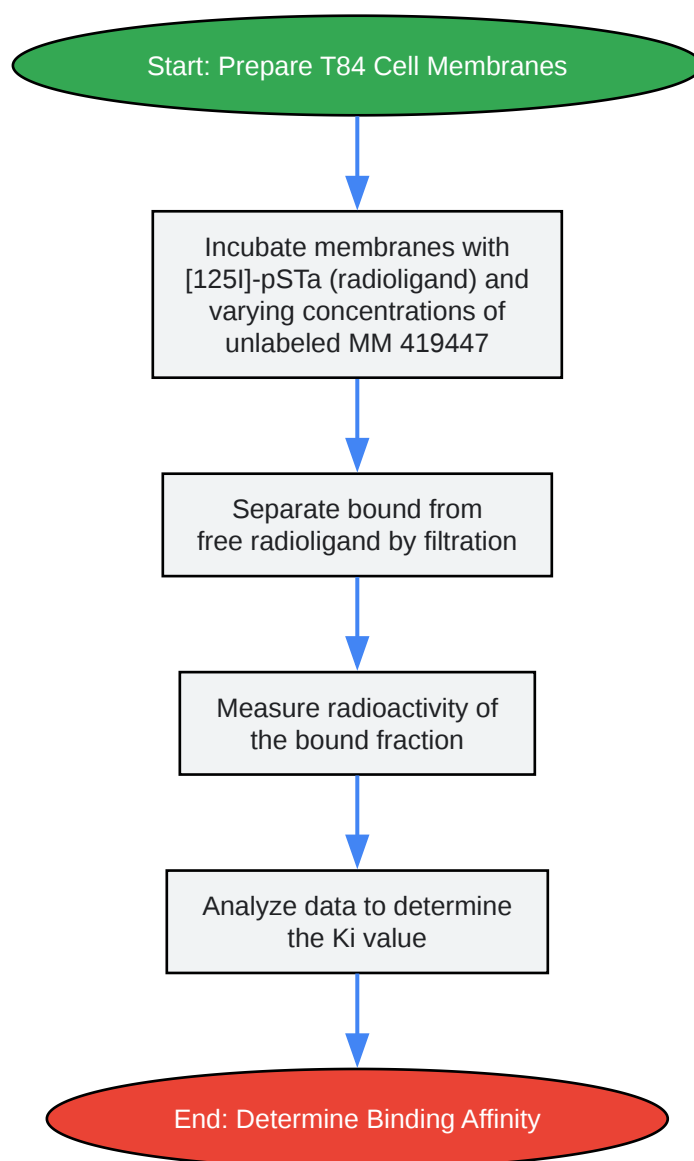 Start: Prepare T84 Cell Membranes
Incubate membranes with
[125I]-pSTa (radioligand) and
varying concentrations of
unlabeled MM 419447
Separate bound from
free radioligand by filtration
Measure radioactivity of
the bound fraction
Analyze data to determine
the Ki value
End: Determine Binding Affinity